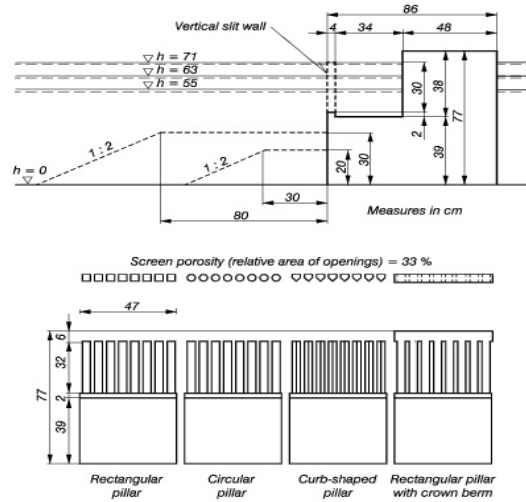 86
Vertical slit wall
4
34
48
h = 71
h = 63
h = 55
30
38
77
2
39
1 : 2
1 : 2
h = 0
30
20
30
80
Measures in cm
Screen porosity (relative area of openings) = 33 %
47
6
32
77
2
39
Rectangular pillar
Circular pillar
Curb-shaped pillar
Rectangular pillar with crown berm